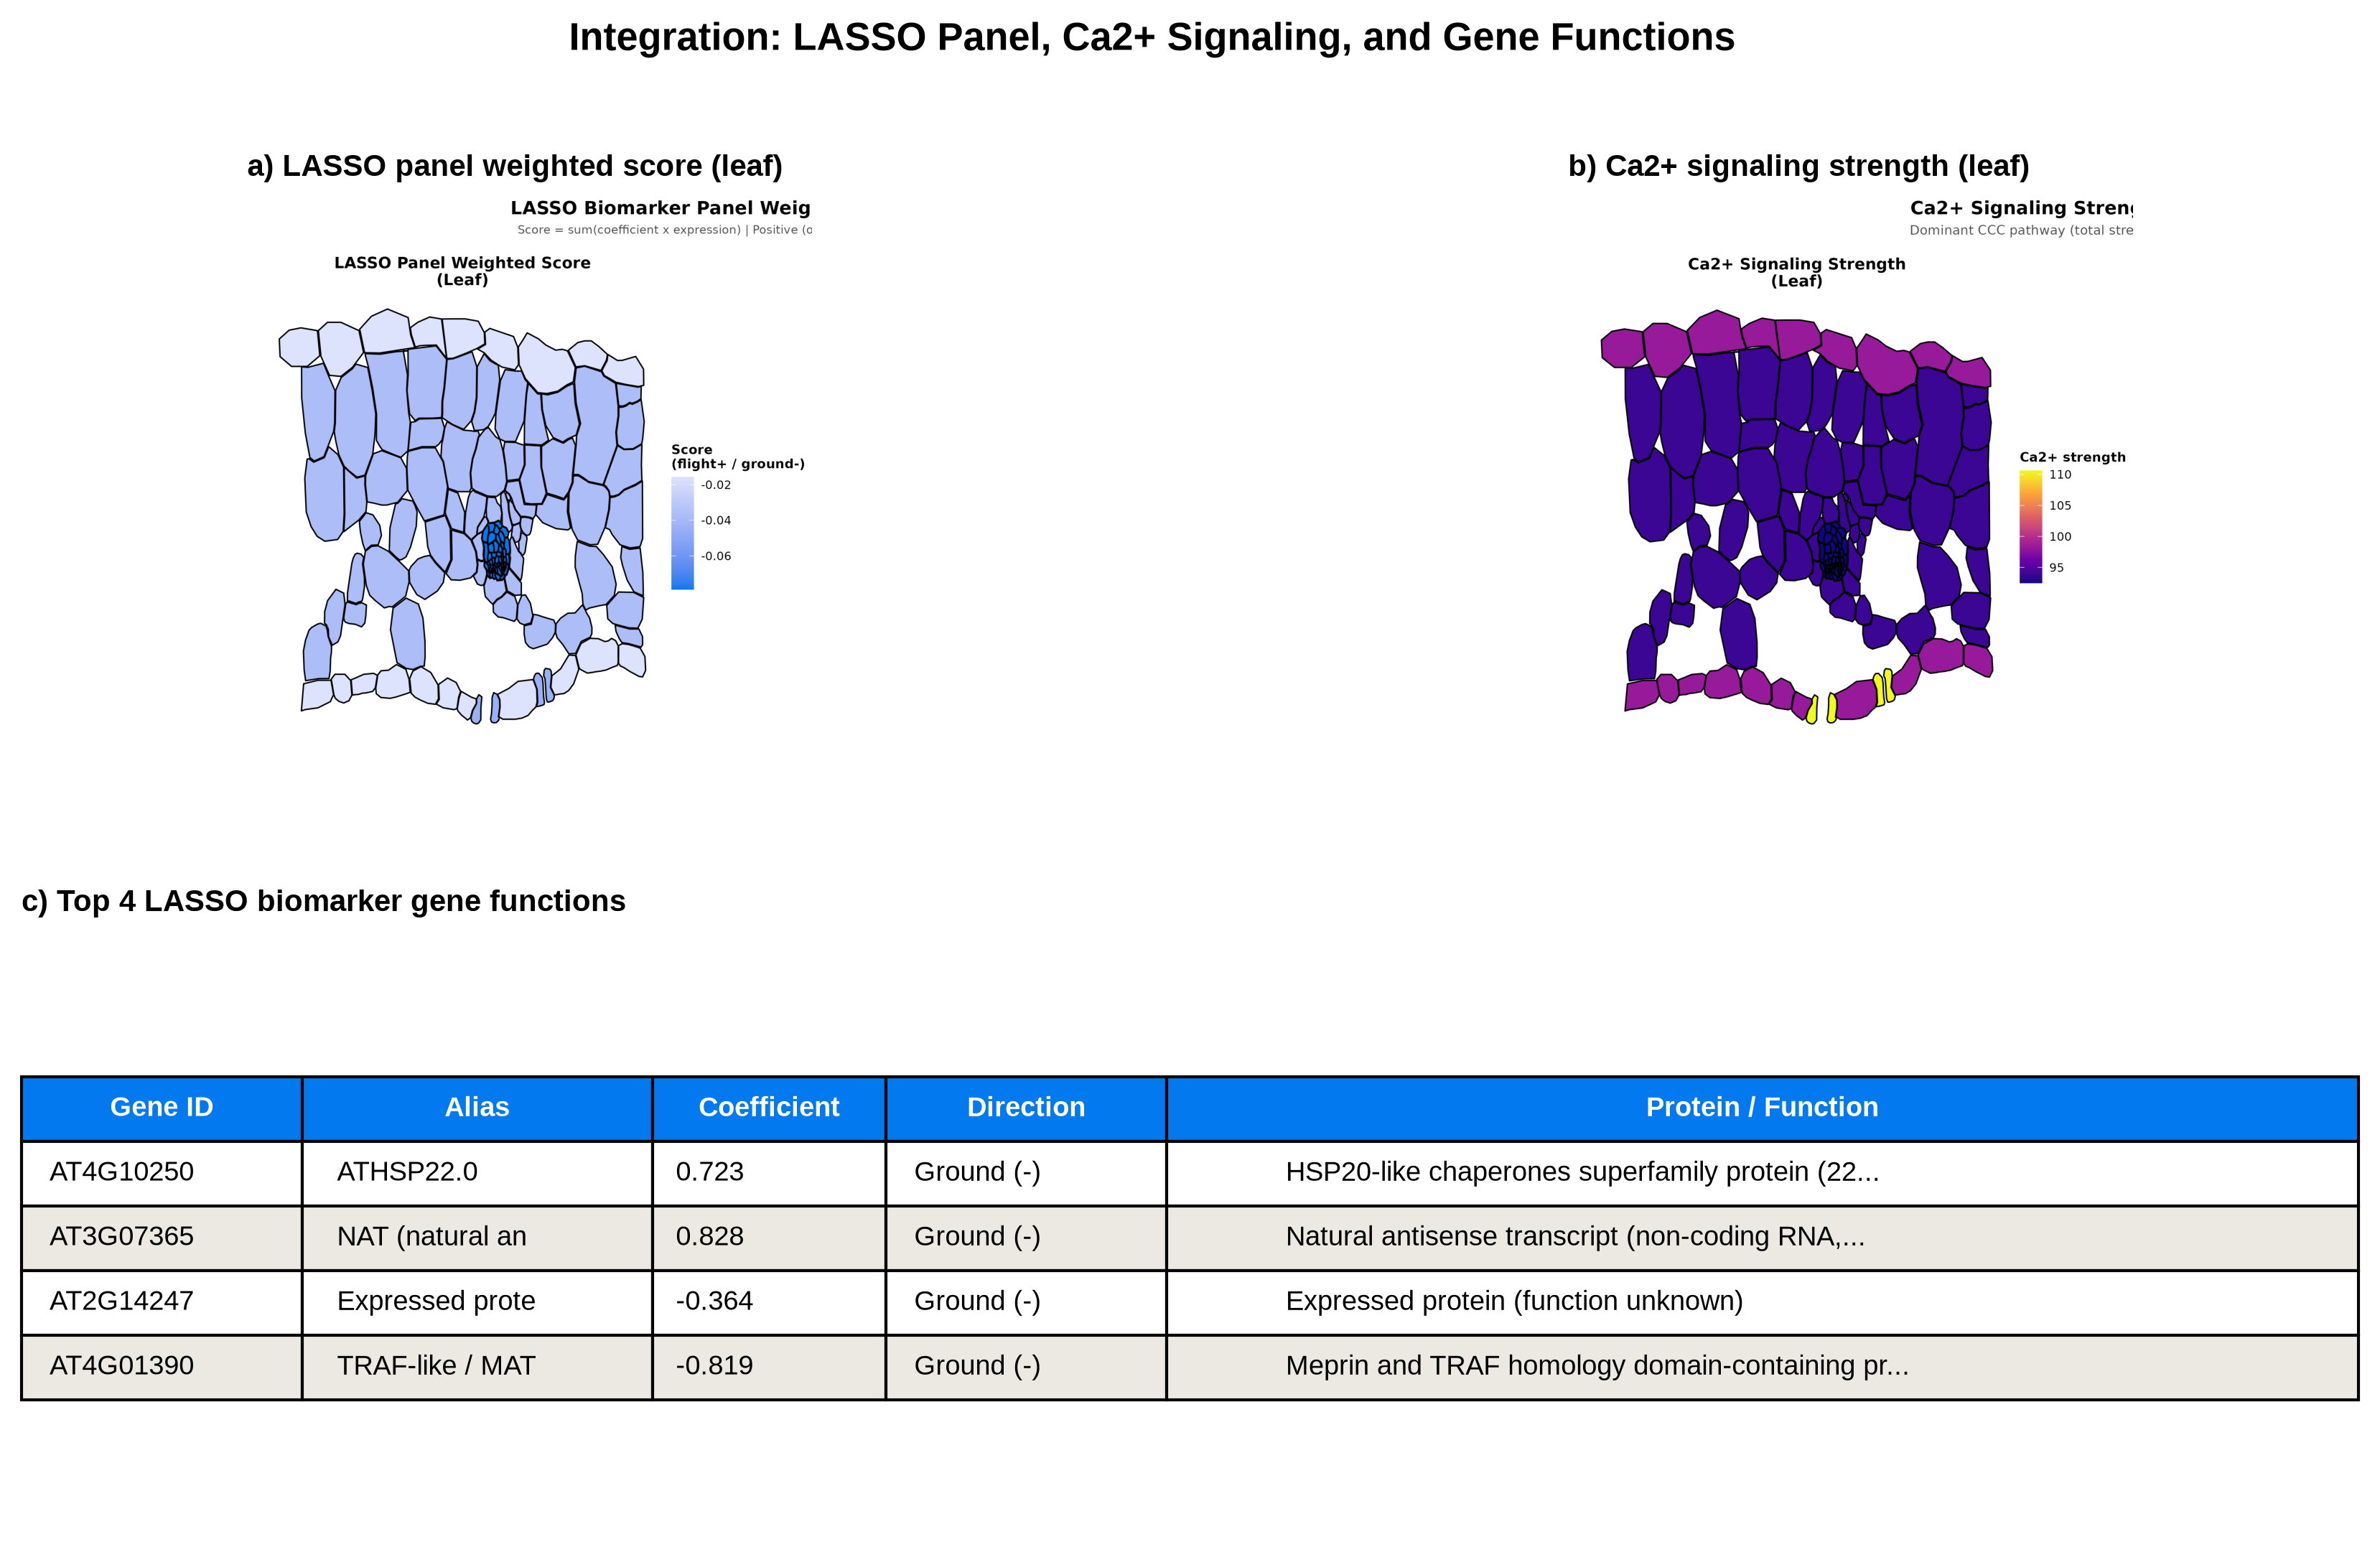 Integration: LASSO Panel, Ca2+ Signaling, and Gene Functions
a) LASSO panel weighted score (leaf)
LASSO Biomarker Panel Weig
Score = sum(coefficient x expression) | Positive (o
LASSO Panel Weighted Score
(Leaf)
Score
(flight+ / ground-)
-0.02
-0.04
-0.06
b) Ca2+ signaling strength (leaf)
Ca2+ Signaling Streng
Dominant CCC pathway (total stre
Ca2+ Signaling Strength
(Leaf)
Ca2+ strength
110
105
100
95
c) Top 4 LASSO biomarker gene functions
Gene ID Alias Coefficient Direction Protein / Function
AT4G10250 ATHSP22.0 0.723 Ground (-) HSP20-like chaperones superfamily protein (22...
AT3G07365 NAT (natural an 0.828 Ground (-) Natural antisense transcript (non-coding RNA,...
AT2G14247 Expressed prote -0.364 Ground (-) Expressed protein (function unknown)
AT4G01390 TRAF-like / MAT -0.819 Ground (-) Meprin and TRAF homology domain-containing pr...